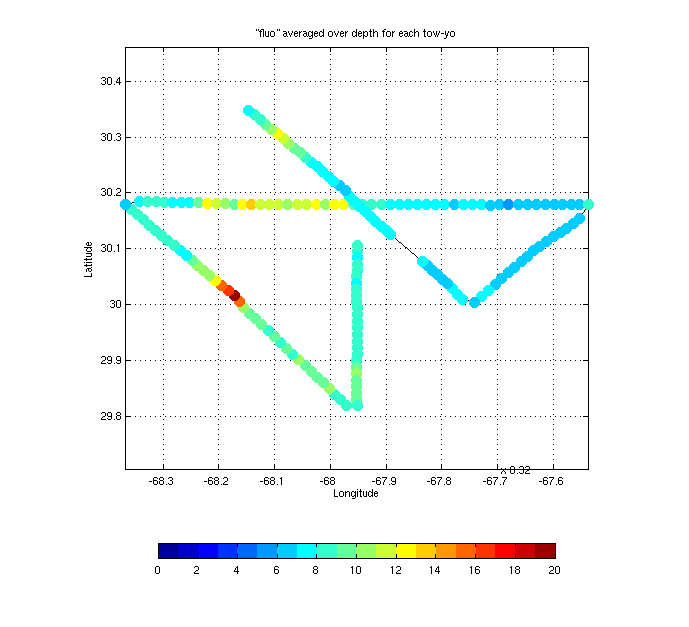 "fluo" averaged over depth for each tow-yo
30.4
30.3
30.2
30.1
30
29.9
29.8
Latitude
x 0.32
-68.3 -68.2 -68.1 -68 -67.9 -67.8 -67.7 -67.6
Longitude
0 2 4 6 8 10 12 14 16 18 20